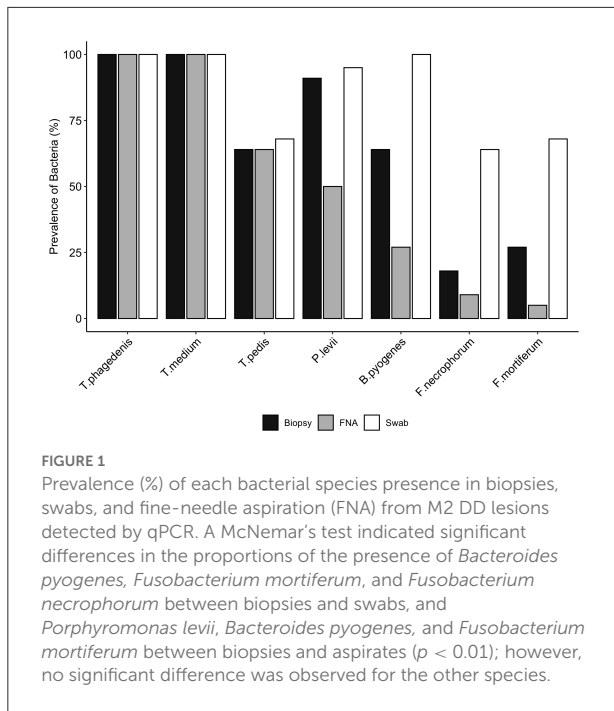 100
75
50
25
0
Prevalence of Bacteria (%)
T.phagedenis
T.medium
T.pedis
P.levii
B.pyogenes
F.necrophorum
F.mortiferum
Biopsy FNA Swab
FIGURE 1
Prevalence (%) of each bacterial species presence in biopsies,
swabs, and fine-needle aspiration (FNA) from M2 DD lesions
detected by qPCR. A McNemar's test indicated significant
differences in the proportions of the presence of Bacteroides
pyogenes, Fusobacterium mortiferum, and Fusobacterium
necrophorum between biopsies and swabs, and
Porphyromonas levii, Bacteroides pyogenes, and Fusobacterium
mortiferum between biopsies and aspirates (p < 0.01); however,
no significant difference was observed for the other species.